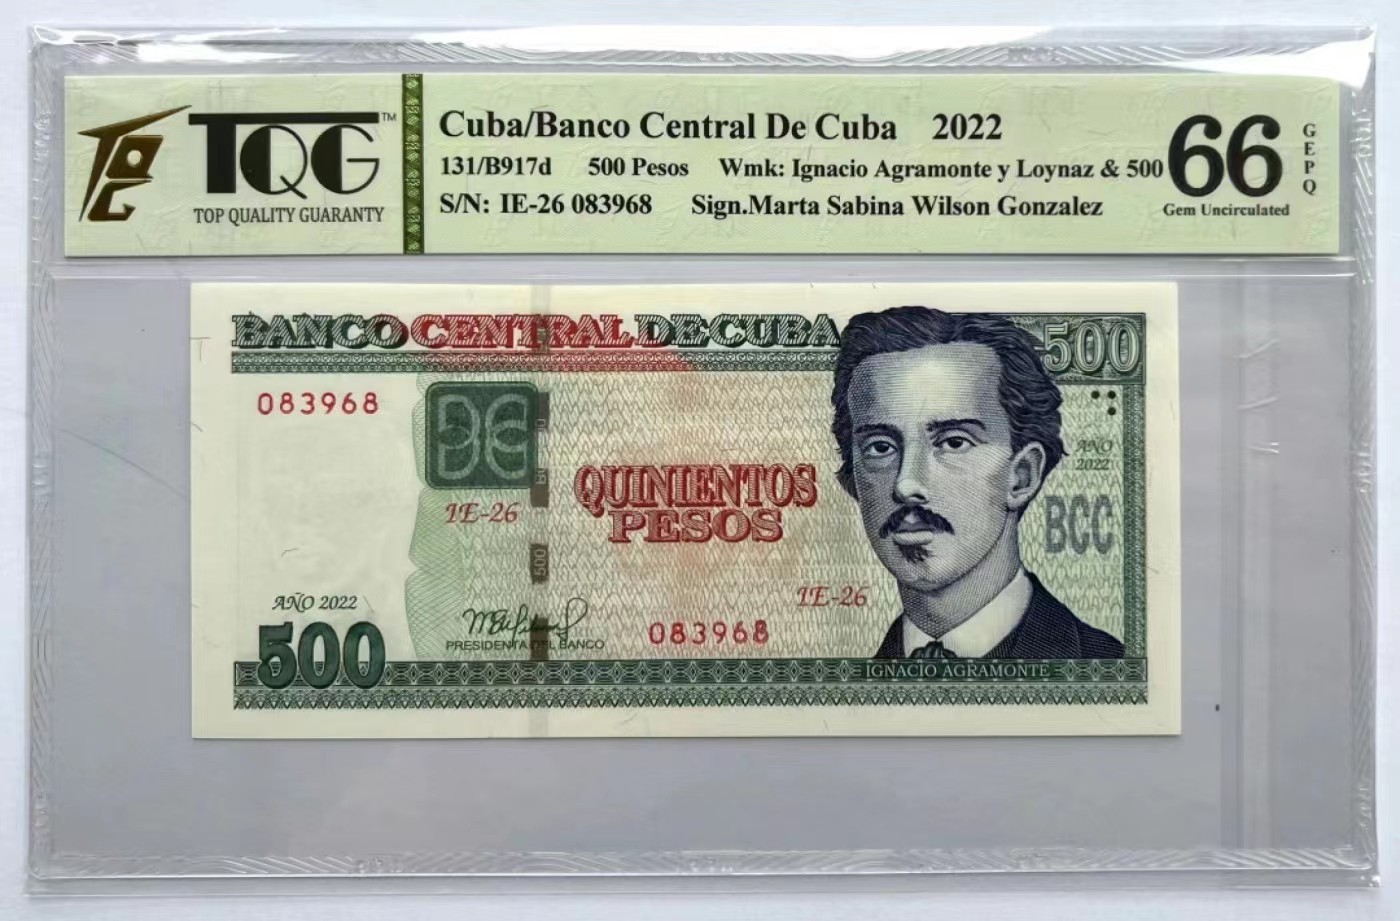 TQG™
TOP QUALITY GUARANTY
Cuba/Banco Central De Cuba 2022
131/B917d 500 Pesos Wmk: Ignacio Agramonte y Loynaz & 500
S/N: IE-26 083968 Sign.Marta Sabina Wilson Gonzalez
66
GEPQ
Gem Uncirculated
BANCO CENTRAL DE CUBA
500
083968
AÑO
2022
QUINIENTOS
PESOS
IE-26
BCC
500
IE-26
AÑO 2022
500
083968
PRESIDENTA DEL BANCO
IGNACIO AGRAMONTE